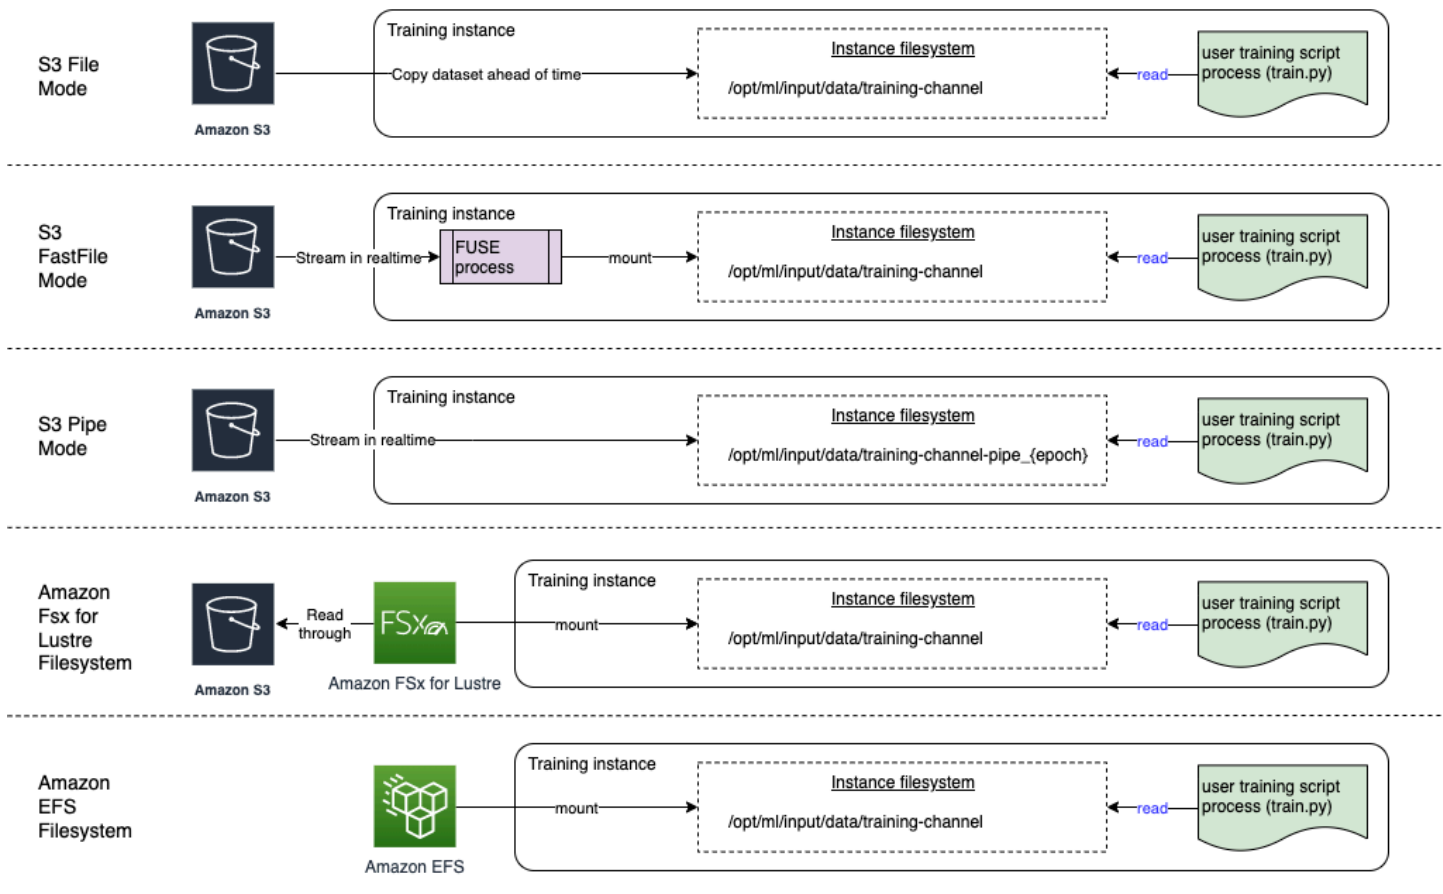 S3 File
Mode
Amazon S3
Training instance
Copy dataset ahead of time
Instance filesystem
/opt/ml/input/data/training-channel
read
user training script
process (train.py)
S3
FastFile
Mode
Amazon S3
Training instance
Stream in realtime
FUSE
process
mount
Instance filesystem
/opt/ml/input/data/training-channel
read
user training script
process (train.py)
S3 Pipe
Mode
Amazon S3
Training instance
Stream in realtime
Instance filesystem
/opt/ml/input/data/training-channel-pipe_{epoch}
read
user training script
process (train.py)
Amazon
Fsx for
Lustre
Filesystem
Amazon S3
Read
through
FSx
Amazon FSx for Lustre
Training instance
mount
Instance filesystem
/opt/ml/input/data/training-channel
read
user training script
process (train.py)
Amazon
EFS
Filesystem
Amazon EFS
Training instance
mount
Instance filesystem
/opt/ml/input/data/training-channel
read
user training script
process (train.py)